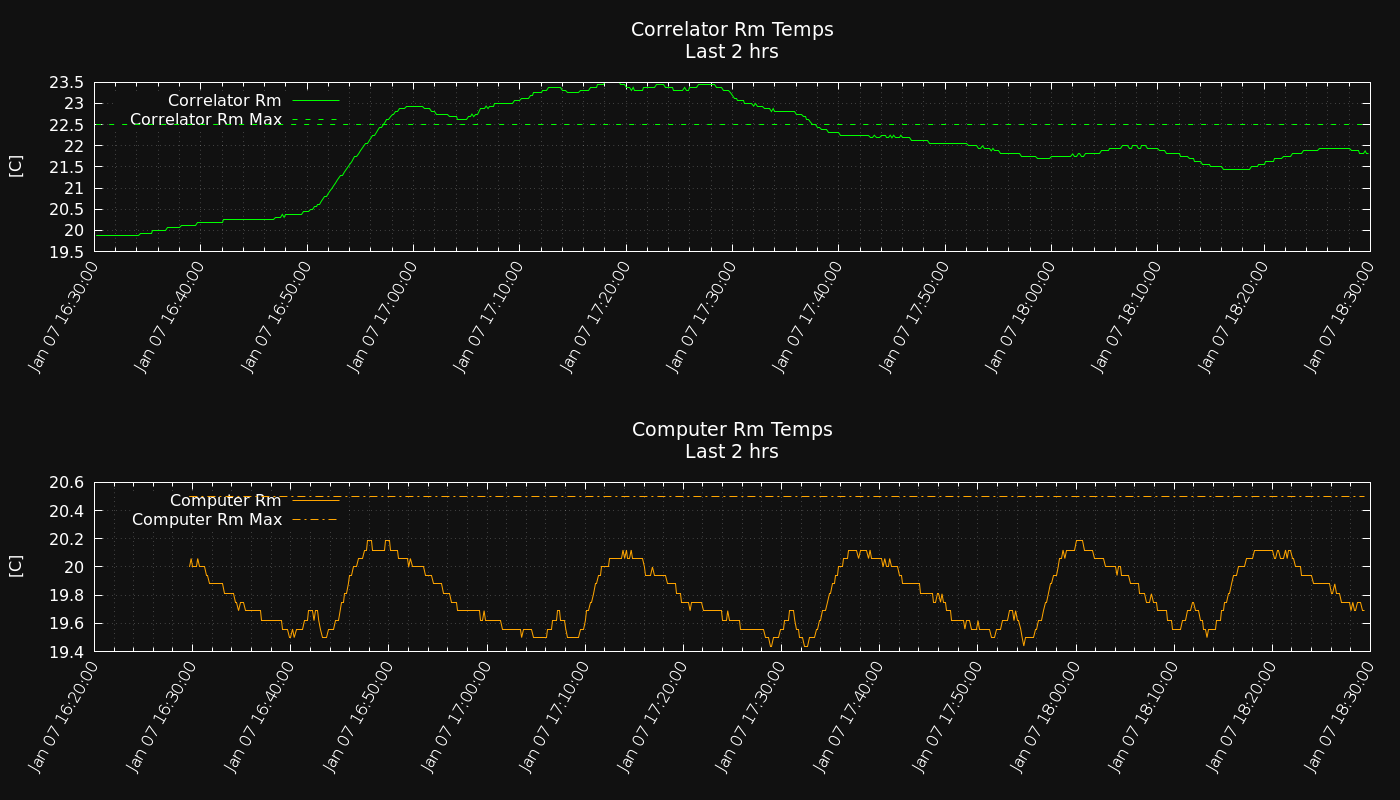 Correlator Rm Temps
Last 2 hrs
23.5
23
22.5
22
21.5
21
20.5
20
19.5
[C]
Correlator Rm
Correlator Rm Max
Jan 07 16:30:00
Jan 07 16:40:00
Jan 07 16:50:00
Jan 07 17:00:00
Jan 07 17:10:00
Jan 07 17:20:00
Jan 07 17:30:00
Jan 07 17:40:00
Jan 07 17:50:00
Jan 07 18:00:00
Jan 07 18:10:00
Jan 07 18:20:00
Jan 07 18:30:00
Computer Rm Temps
Last 2 hrs
20.6
20.4
20.2
20
19.8
19.6
19.4
[C]
Computer Rm
Computer Rm Max
Jan 07 16:20:00
Jan 07 16:30:00
Jan 07 16:40:00
Jan 07 16:50:00
Jan 07 17:00:00
Jan 07 17:10:00
Jan 07 17:20:00
Jan 07 17:30:00
Jan 07 17:40:00
Jan 07 17:50:00
Jan 07 18:00:00
Jan 07 18:10:00
Jan 07 18:20:00
Jan 07 18:30:00